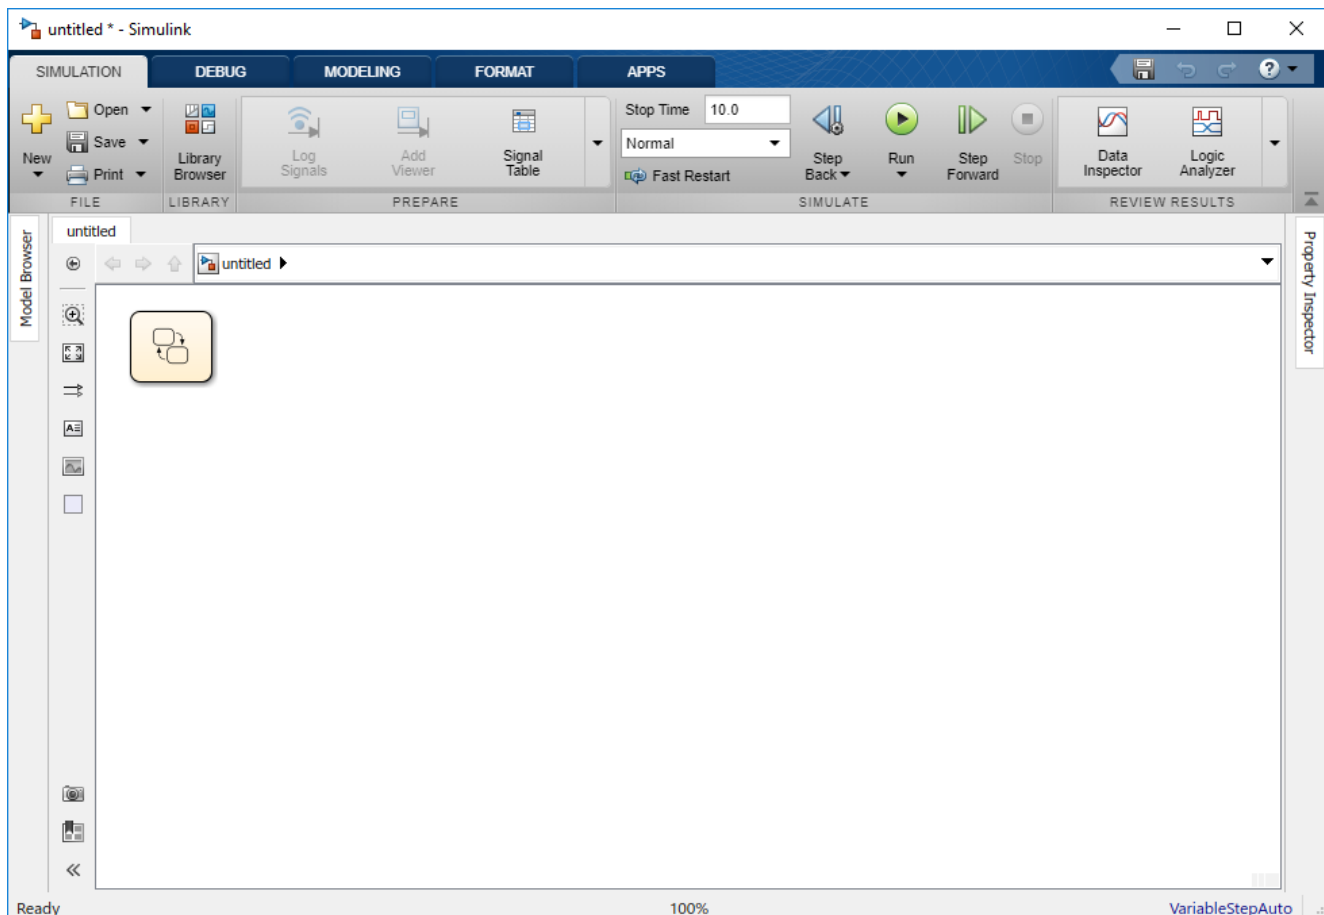 untitled * - Simulink
SIMULATION
DEBUG
MODELING
FORMAT
APPS
New
Open
Save
Print
FILE
Library
Browser
LIBRARY
Log
Signals
Add
Viewer
Signal
Table
PREPARE
Stop Time 10.0
Normal
Fast Restart
Step
Back
Run
Step
Forward
Stop
SIMULATE
Data
Inspector
Logic
Analyzer
REVIEW RESULTS
Model Browser
untitled
untitled
Property Inspector
Ready
100%
VariableStepAuto